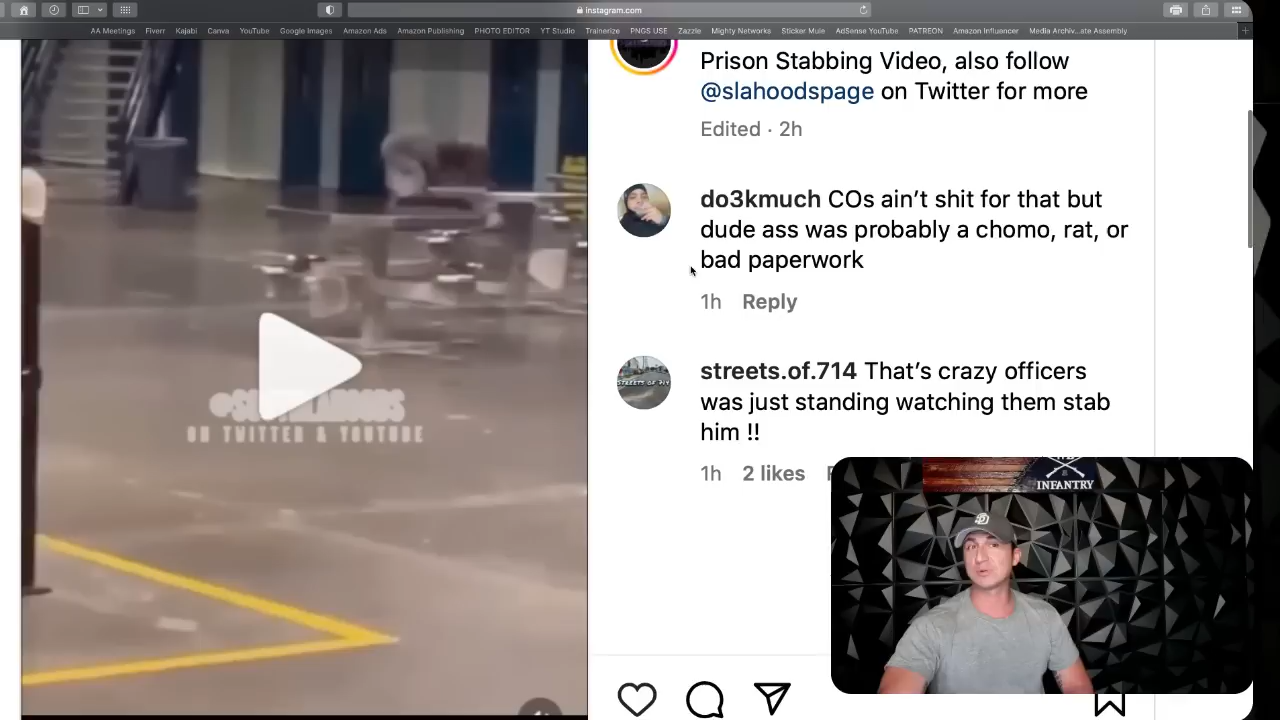 instagram.com
AA Meetings Fiverr Kajabi Canva YouTube Google Images Amazon Ads Amazon Publishing PHOTO EDITOR YT Studio Trainerize PNGS USE Zazzle Mighty Networks Sticker Mule AdSense YouTube PATREON Amazon Influencer Media Archiv...ate Assembly
Prison Stabbing Video, also follow
@slahoodspage on Twitter for more
Edited · 2h
do3kmuch COs ain’t shit for that but
dude ass was probably a chomo, rat, or
bad paperwork
1h Reply
streets.of.714 That’s crazy officers
was just standing watching them stab
him !!
1h 2 likes
STREETS OF 714
ON TWITTER & YOUTUBE
INFANTRY